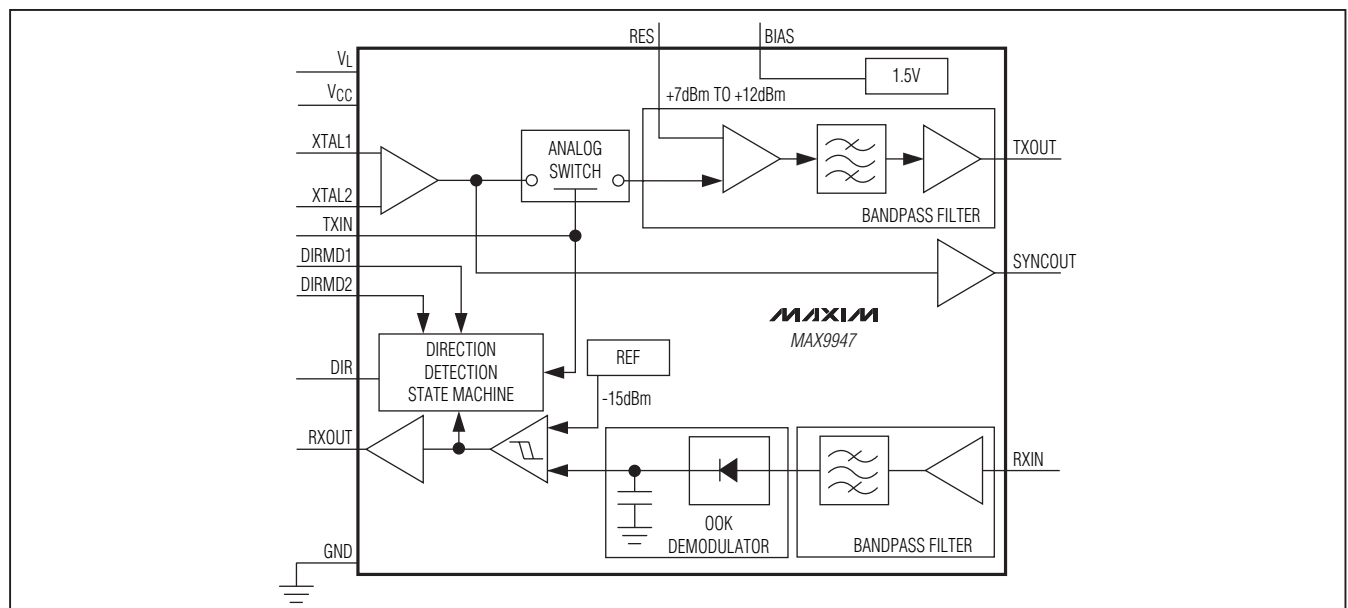 RES
BIAS
VL
1.5V
VCC
+7dBm TO +12dBm
XTAL1
ANALOG
SWITCH
TXOUT
XTAL2
BANDPASS FILTER
TXIN
DIRMD1
SYNCOUT
DIRMD2
MAXIM
MAX9947
DIRECTION
DETECTION
STATE MACHINE
REF
DIR
-15dBm
RXOUT
RXIN
OOK
DEMODULATOR
BANDPASS FILTER
GND